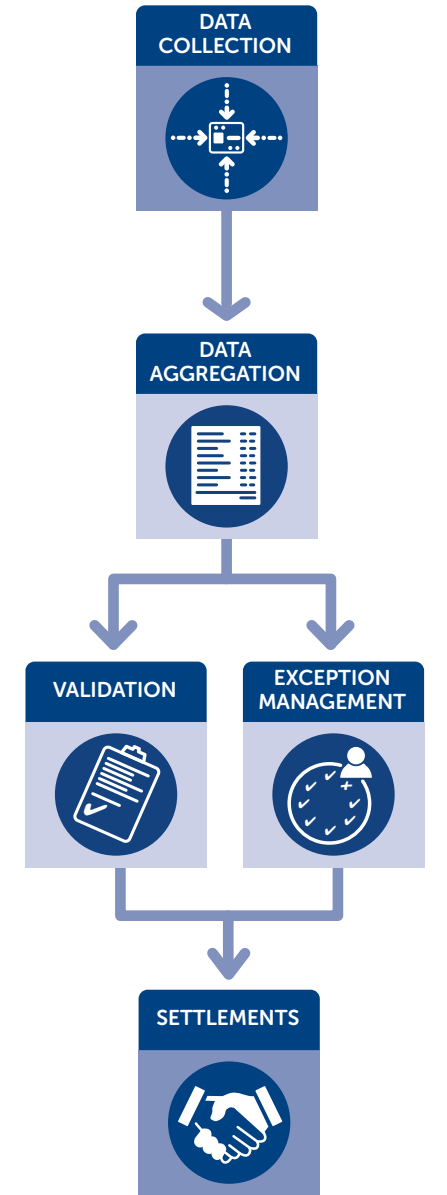 DATA
COLLECTION
DATA
AGGREGATION
VALIDATION
EXCEPTION
MANAGEMENT
SETTLEMENTS